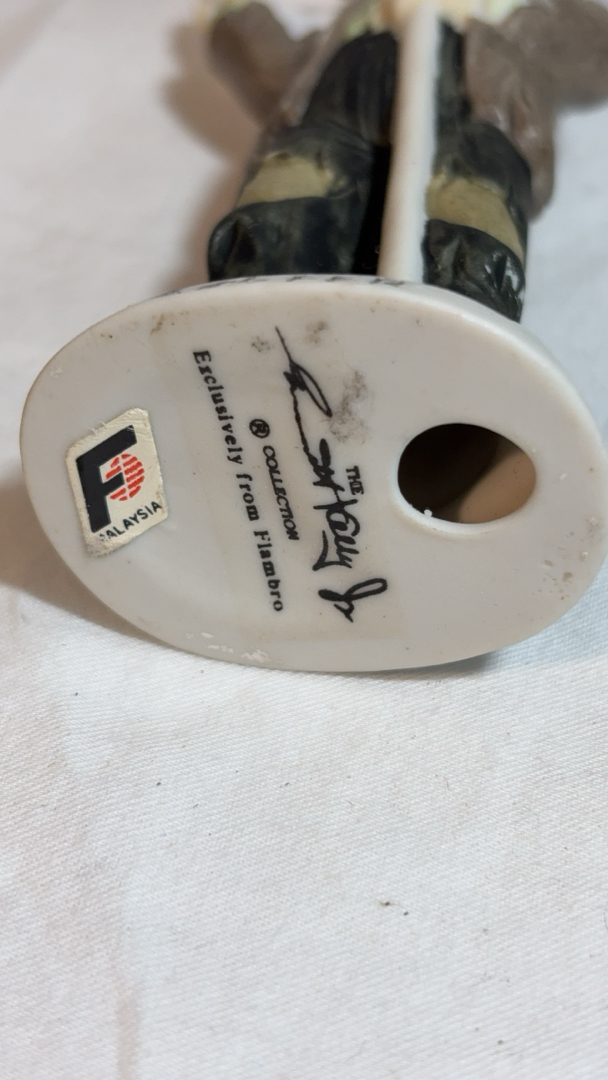 THE
Emmett Kelly Jr
® COLLECTION
Exclusively from Flambro
F
MALAYSIA